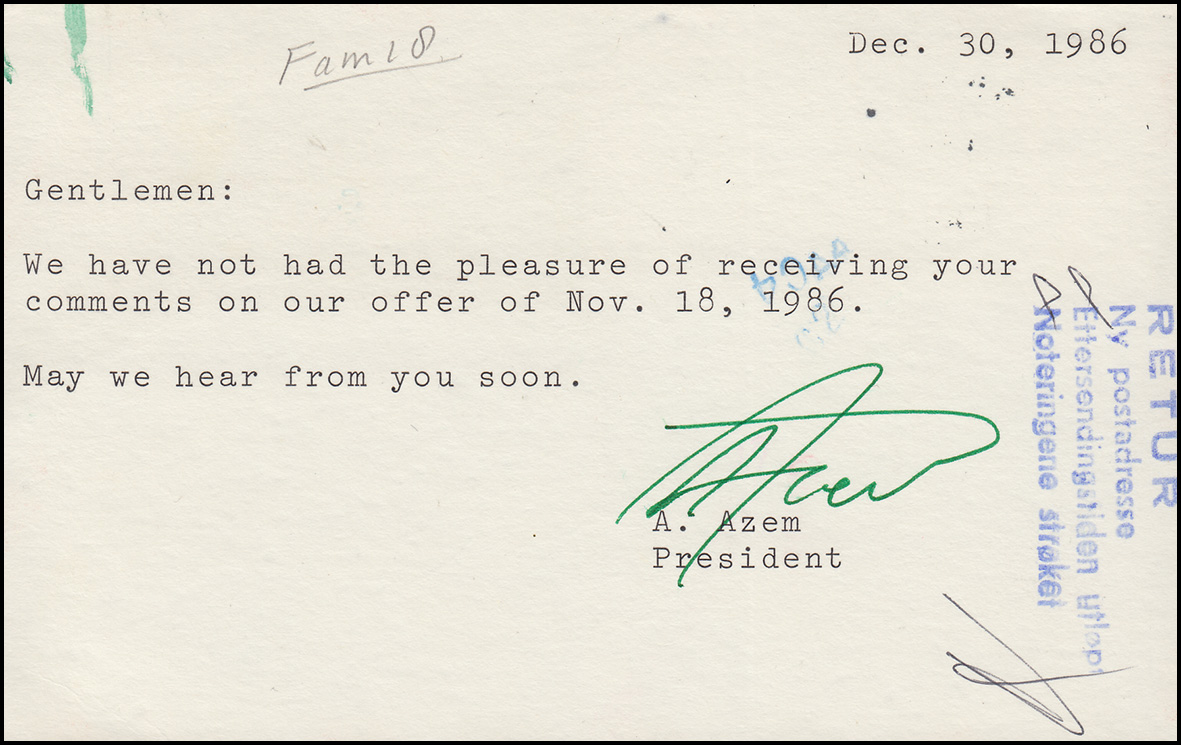 Fam 18
Dec. 30, 1986
Gentlemen:
We have not had the pleasure of receiving your
comments on our offer of Nov. 18, 1986.
May we hear from you soon.
A. Azem
President
RETUR
Ny postadresse
Ettersendingstiden utløpt
Noteringene strøket